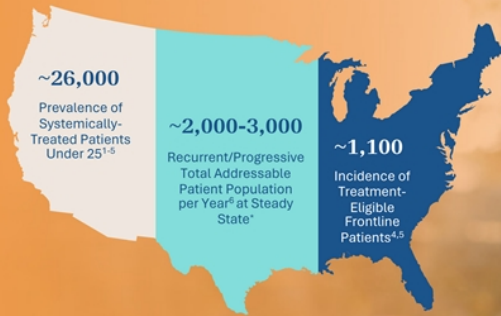 ~26,000
Prevalence of
Systemically-
Treated Patients
Under 25¹⁻⁵
~2,000-3,000
Recurrent/Progressive
Total Addressable
Patient Population
per Year⁶ at Steady
State*
~1,100
Incidence of
Treatment-
Eligible
Frontline
Patients⁴,⁵